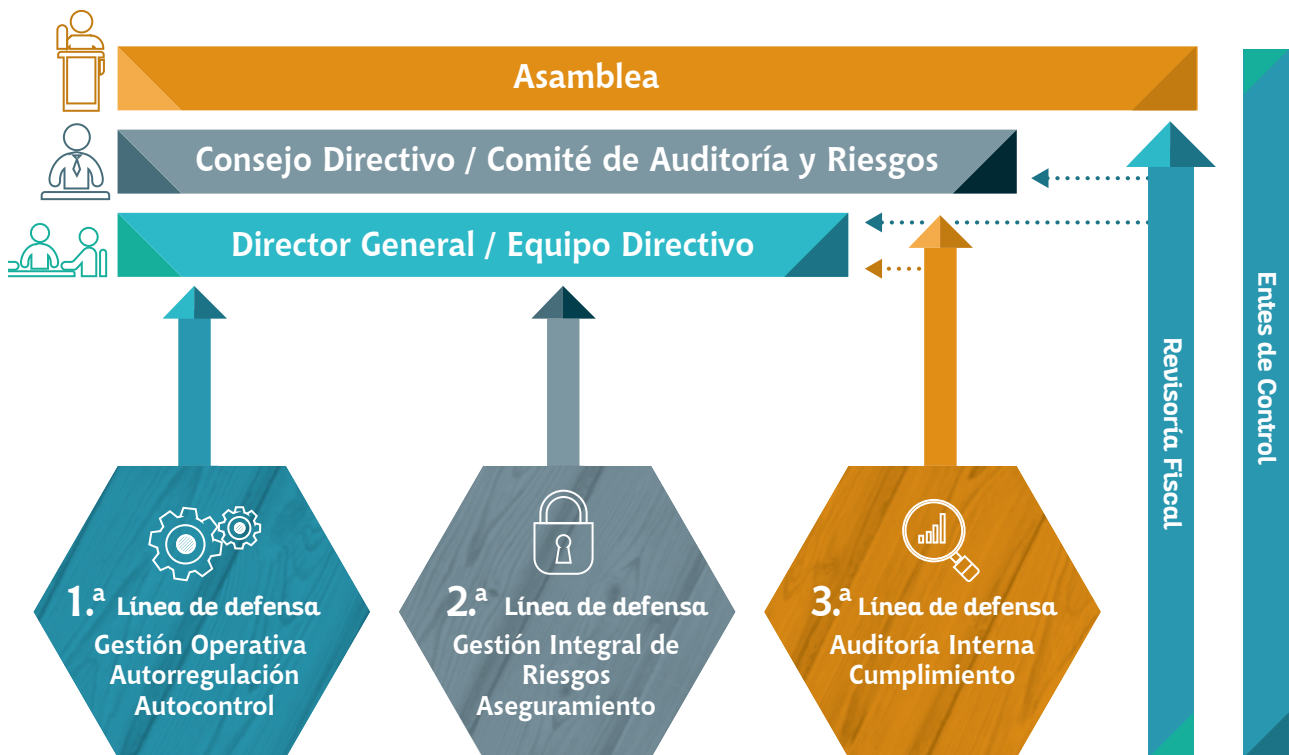 Asamblea
Consejo Directivo / Comité de Auditoría y Riesgos
Director General / Equipo Directivo
1.ª Línea de defensa
Gestión Operativa
Autorregulación
Autocontrol
2.ª Línea de defensa
Gestión Integral de
Riesgos
Aseguramiento
3.ª Línea de defensa
Auditoría Interna
Cumplimiento
Revisoría Fiscal
Entes de Control